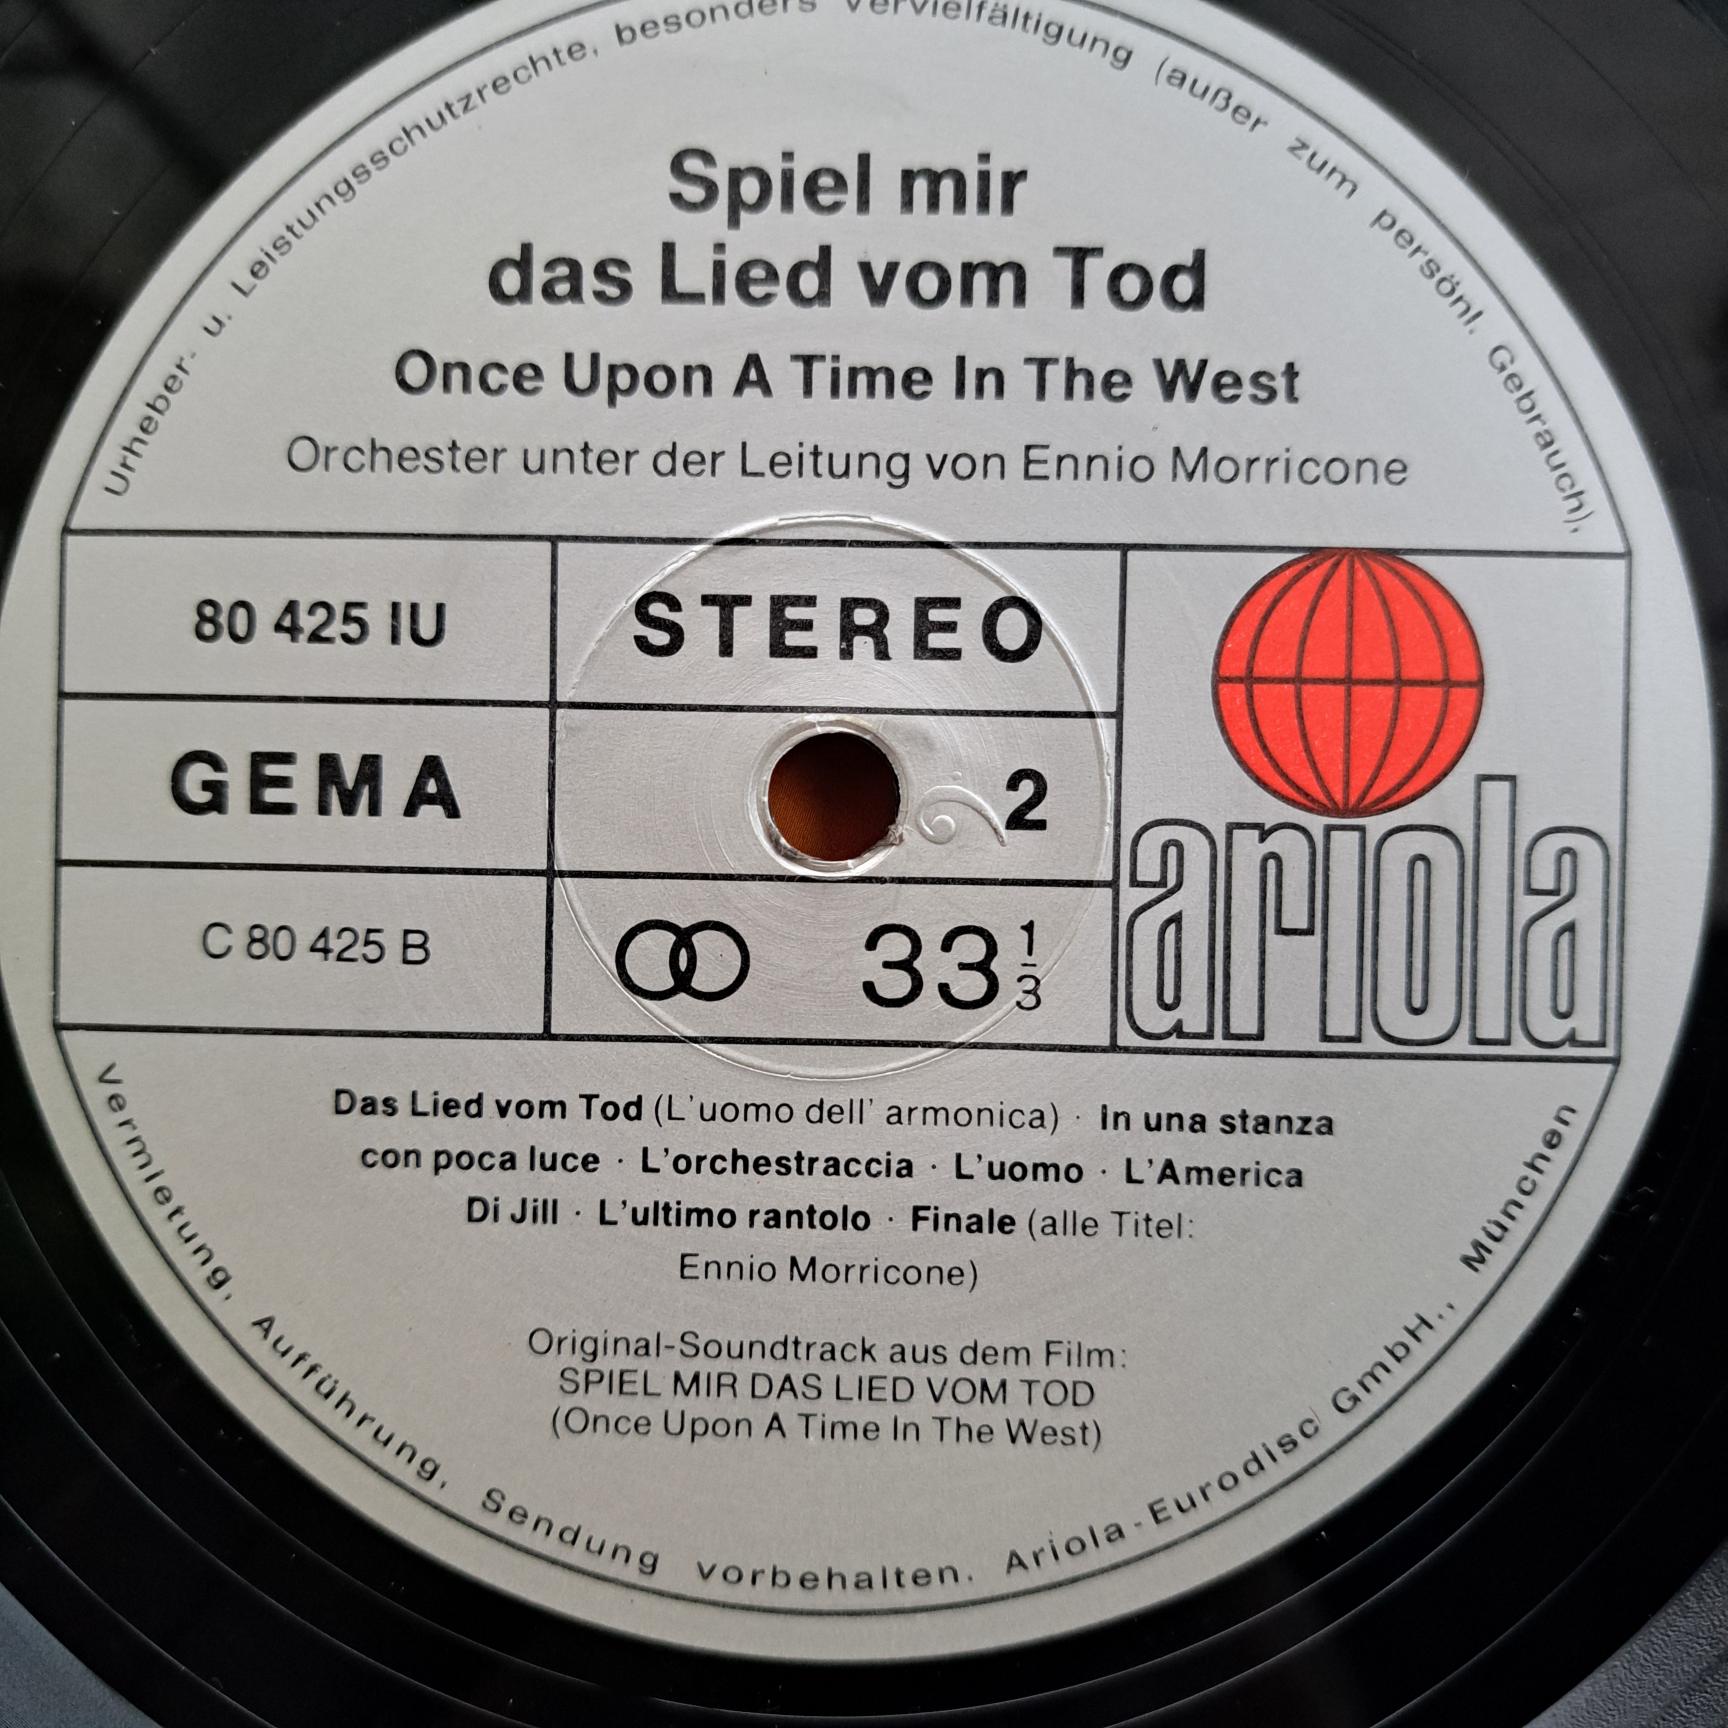 Urheber- u. Leistungsschutzrechte, besonders Vervielfältigung (außer zum persönl. Gebrauch),
Spiel mir
das Lied vom Tod
Once Upon A Time In The West
Orchester unter der Leitung von Ennio Morricone
80 425 IU
STEREO
GEMA
2
C 80 425 B
33 1/3
ariola
Das Lied vom Tod (L'uomo dell' armonica) · In una stanza
con poca luce · L'orchestraccia · L'uomo · L'America
Di Jill · L'ultimo rantolo · Finale (alle Titel:
Ennio Morricone)
Original-Soundtrack aus dem Film:
SPIEL MIR DAS LIED VOM TOD
(Once Upon A Time In The West)
Vermietung, Aufführung, Sendung vorbehalten. Ariola-Eurodisc GmbH., München